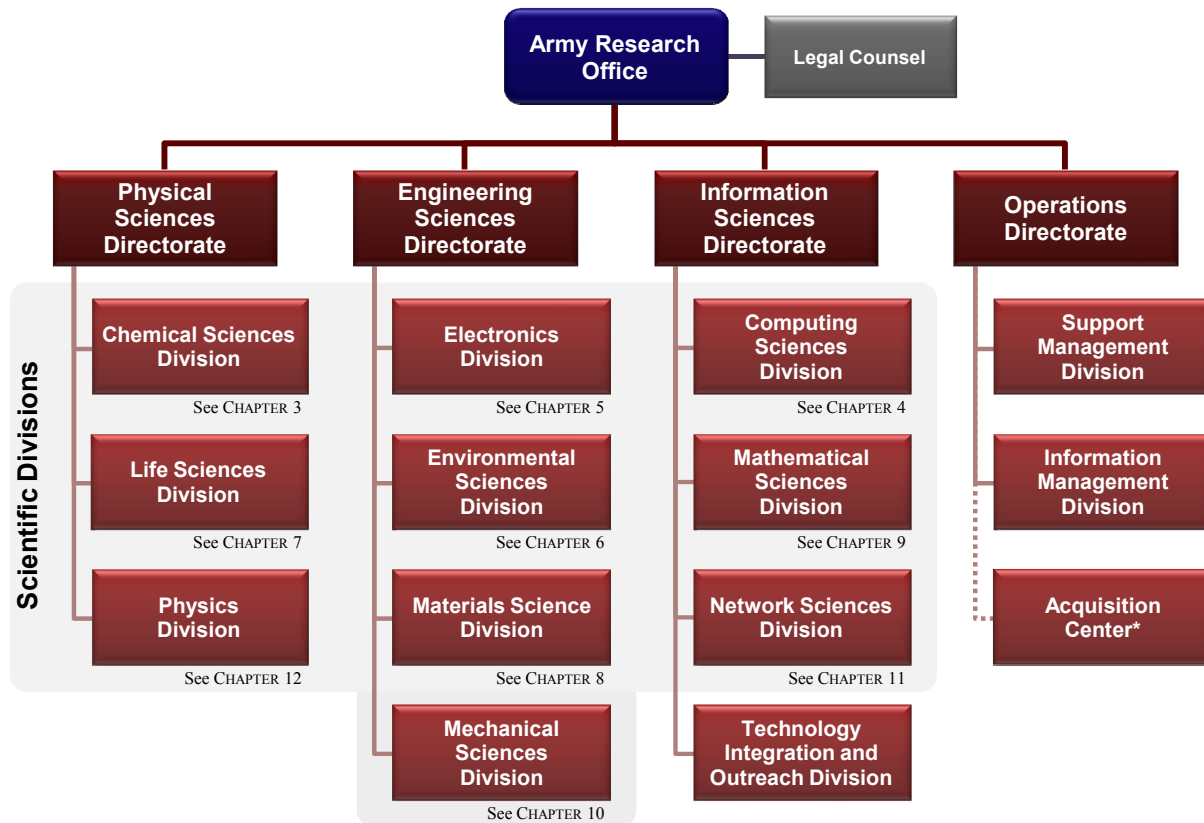 Army Research
Office
Legal Counsel
Physical
Sciences
Directorate
Engineering
Sciences
Directorate
Information
Sciences
Directorate
Operations
Directorate
Scientific Divisions
Chemical Sciences
Division
See CHAPTER 3
Electronics
Division
See CHAPTER 5
Computing
Sciences
Division
See CHAPTER 4
Support
Management
Division
Life Sciences
Division
See CHAPTER 7
Environmental
Sciences
Division
See CHAPTER 6
Mathematical
Sciences
Division
See CHAPTER 9
Information
Management
Division
Physics
Division
See CHAPTER 12
Materials Science
Division
See CHAPTER 8
Network Sciences
Division
See CHAPTER 11
Acquisition
Center*
Mechanical
Sciences
Division
See CHAPTER 10
Technology
Integration and
Outreach Division